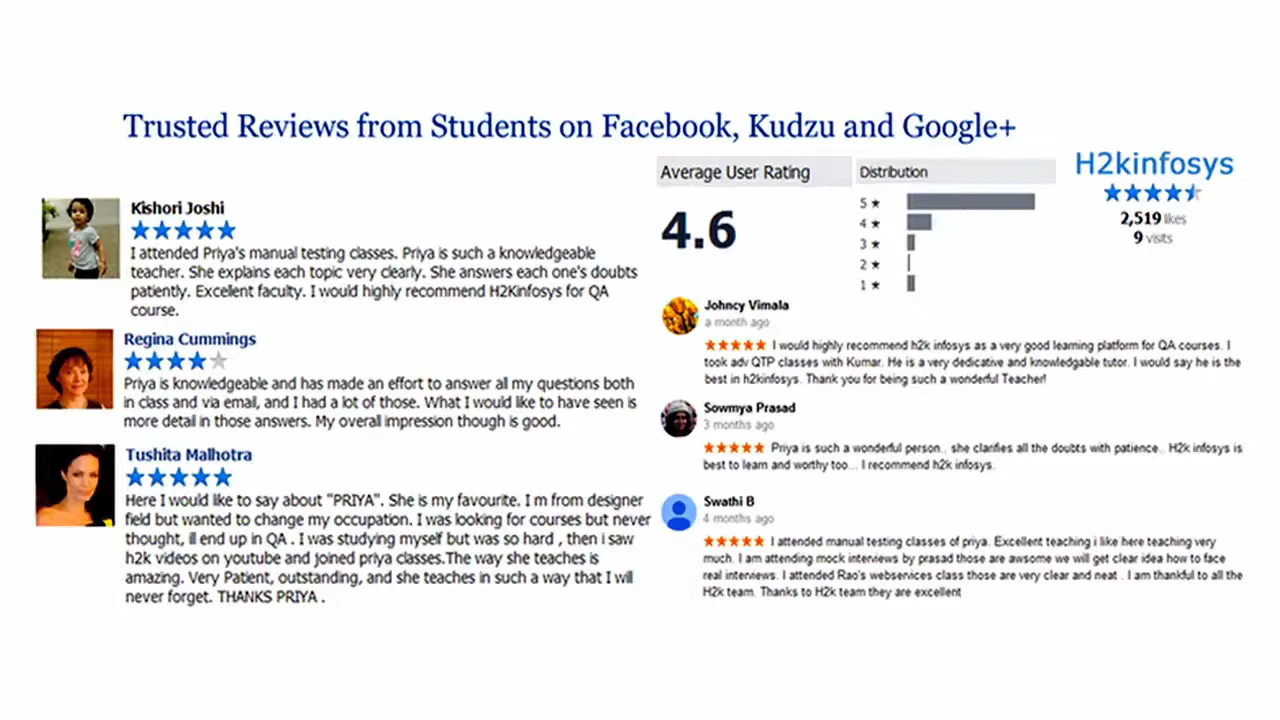 Trusted Reviews from Students on Facebook, Kudzu and Google+
Kishori Joshi
I attended Priya's manual testing classes. Priya is such a knowledgeable
teacher. She explains each topic very clearly. She answers each one's doubts
patiently. Excellent faculty. I would highly recommend H2Kinfosys for QA
course.
Regina Cummings
Priya is knowledgeable and has made an effort to answer all my questions both
in class and via email, and I had a lot of those. What I would like to have seen is
more detail in those answers. My overall impression though is good.
Tushita Malhotra
Here I would like to say about "PRIYA". She is my favourite. I m from designer
field but wanted to change my occupation. I was looking for courses but never
thought, ill end up in QA . I was studying myself but was so hard , then i saw
h2k videos on youtube and joined priya classes.The way she teaches is
amazing. Very Patient, outstanding, and she teaches in such a way that I will
never forget. THANKS PRIYA .
Average User Rating
4.6
Distribution
5 ★
4 ★
3 ★
2 ★
1 ★
H2kinfosys
2,519 likes
9 visits
Johncy Vimala
a month ago
I would highly recommend h2k infosys as a very good learning platform for QA courses. I
took adv QTP classes with Kumar. He is a very dedicative and knowledgable tutor. I would say he is the
best in h2kinfosys. Thank you for being such a wonderful Teacher!
Sowmya Prasad
3 months ago
Priya is such a wonderful person.. she clarifies all the doubts with patience.. H2k infosys is
best to learn and worthy too... I recommend h2k infosys.
Swathi B
4 months ago
I attended manual testing classes of priya. Excellent teaching i like here teaching very
much. I am attending mock interviews by prasad those are awsome we will get clear idea how to face
real interviews. I attended Rao's webservices class those are very clear and neat . I am thankful to all the
H2k team. Thanks to H2k team they are excellent